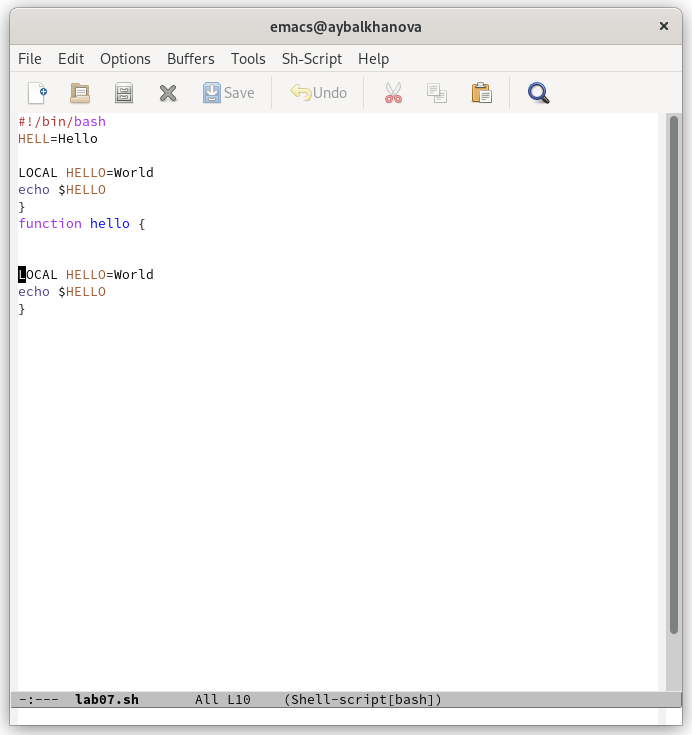 emacs@aybalkhanova ×
File Edit Options Buffers Tools Sh-Script Help
Save Undo
#!/bin/bash
HELL=Hello
LOCAL HELLO=World
echo $HELLO
}
function hello {
LOCAL HELLO=World
echo $HELLO
}
-:--- lab07.sh All L10 (Shell-script[bash])